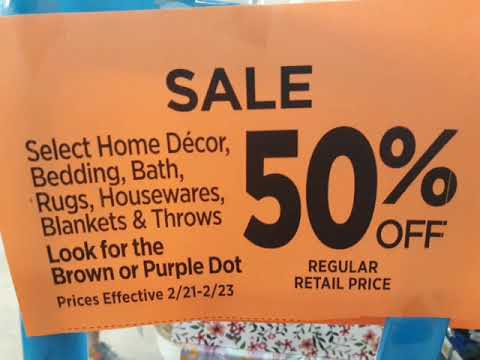 SALE
Select Home Décor,
Bedding, Bath,
Rugs, Housewares,
Blankets & Throws
Look for the
Brown or Purple Dot
Prices Effective 2/21-2/23
50% OFF
REGULAR
RETAIL PRICE